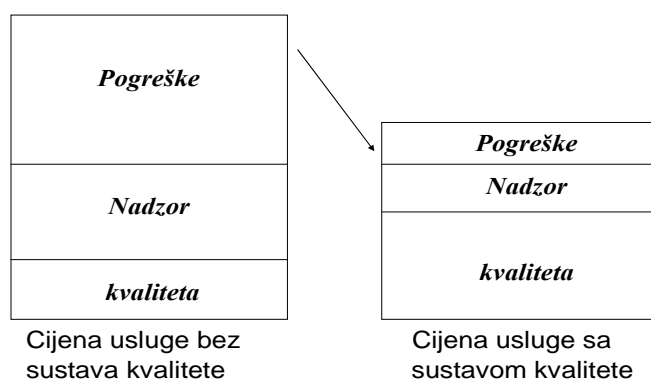 Pogreške
Nadzor
kvaliteta
Cijena usluge bez
sustava kvalitete
Pogreške
Nadzor
kvaliteta
Cijena usluge sa
sustavom kvalitete